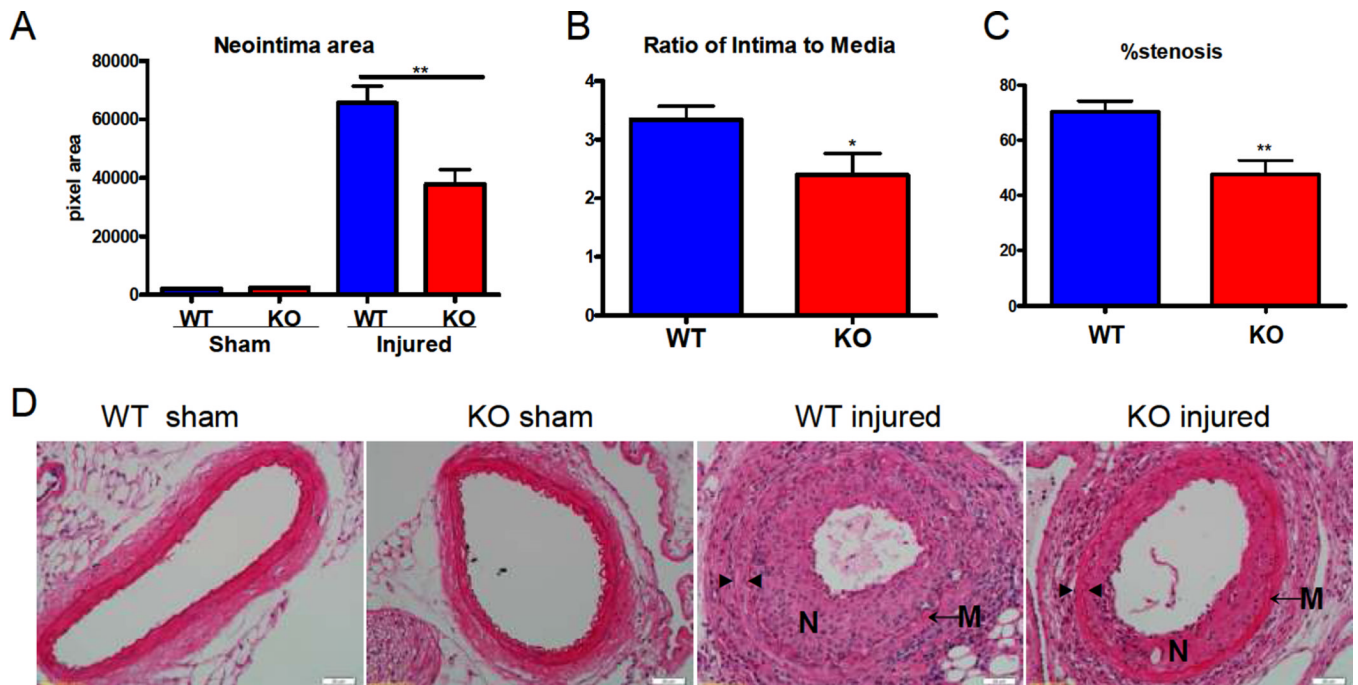 A
Neointima area
80000
60000
40000
20000
0
pixel area
**
WT KO WT KO
Sham Injured
B
Ratio of Intima to Media
4
3
2
1
0
*
WT KO
C
%stenosis
80
60
40
20
0
**
WT KO
D
WT sham KO sham WT injured KO injured
N M
N M